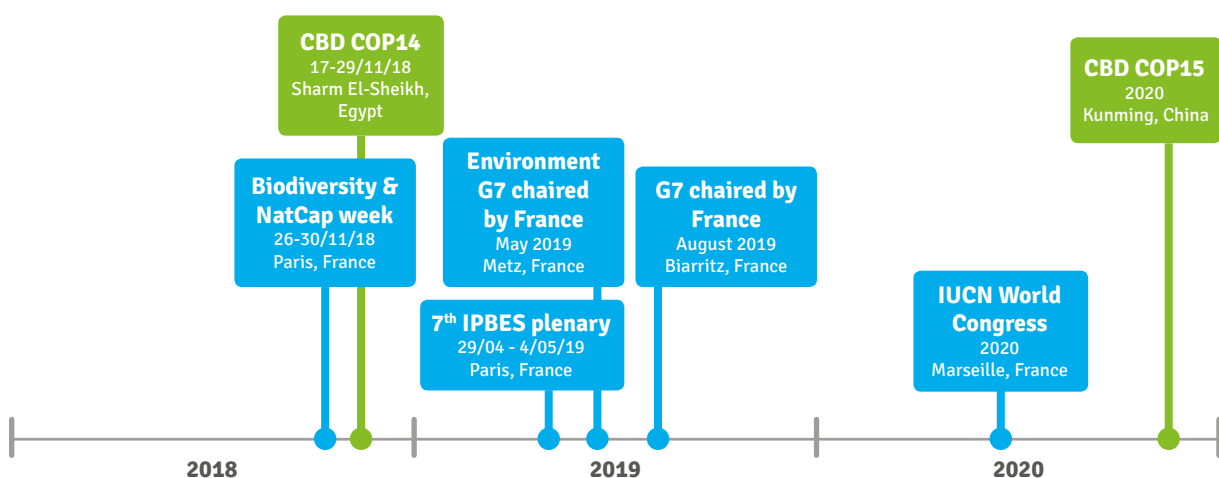 CBD COP14
17-29/11/18
Sharm El-Sheikh,
Egypt
Biodiversity &
NatCap week
26-30/11/18
Paris, France
Environment
G7 chaired
by France
May 2019
Metz, France
7th IPBES plenary
29/04 - 4/05/19
Paris, France
G7 chaired by
France
August 2019
Biarritz, France
IUCN World
Congress
2020
Marseille, France
CBD COP15
2020
Kunming, China
2018
2019
2020